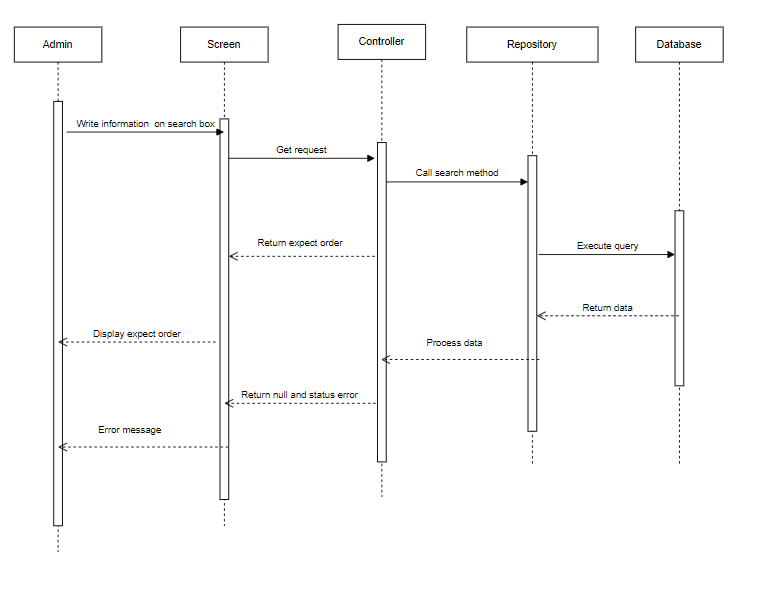 Admin
Screen
Controller
Repository
Database
Write information on search box
Get request
Call search method
Return expect order
Execute query
Return data
Display expect order
Process data
Return null and status error
Error message